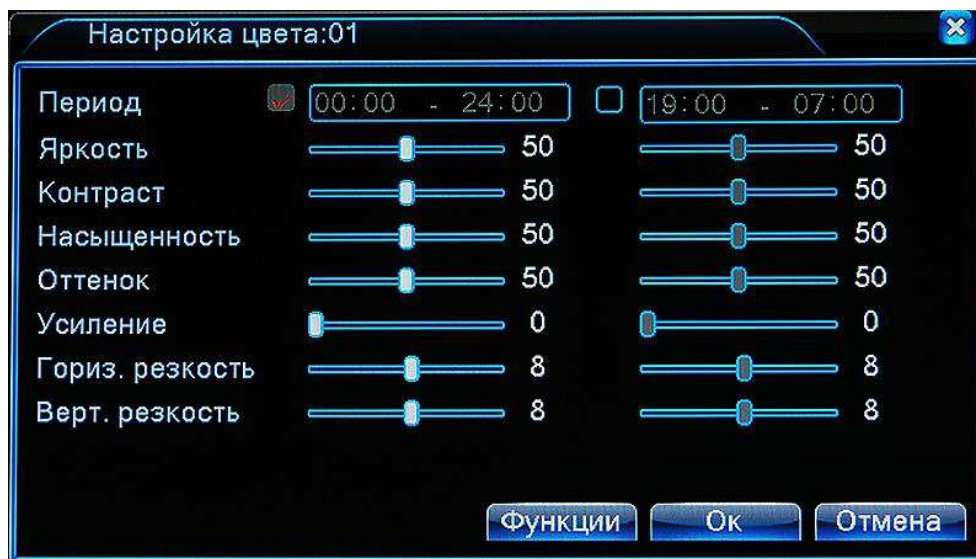 Настройка цвета:01
Период 00:00 - 24:00 19:00 - 07:00
Яркость 50 50
Контраст 50 50
Насыщенность 50 50
Оттенок 50 50
Усиление 0 0
Гориз. резкость 8 8
Верт. резкость 8 8
Функции Ок Отмена